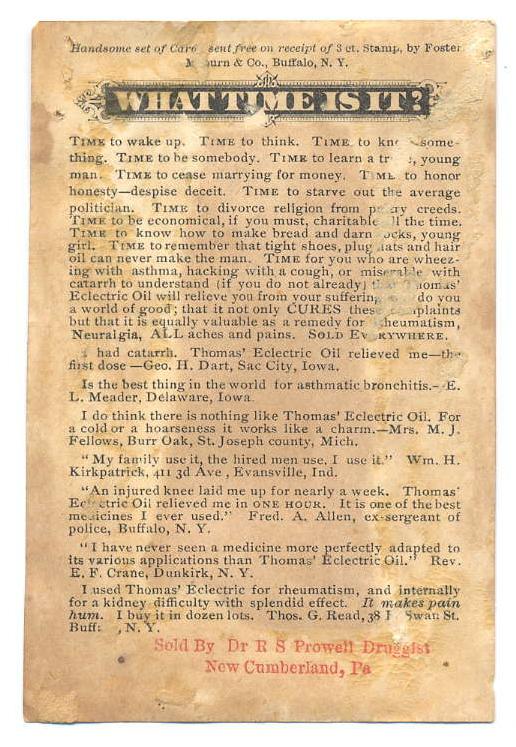 Handsome set of Card sent free on receipt of 3 ct. Stamp, by Foster
M burn & Co., Buffalo, N. Y.
WHAT TIME IS IT?
TIME to wake up. TIME to think. TIME to kn some-
thing. TIME to be somebody. TIME to learn a tr , young
man. TIME to cease marrying for money. TIME to honor
honesty—despise deceit. TIME to starve out the average
politician. TIME to divorce religion from p ry creeds.
TIME to be economical, if you must, charitable ll the time.
TIME to know how to make bread and darn ocks, young
girl. TIME to remember that tight shoes, plug hats and hair
oil can never make the man. TIME for you who are wheez-
ing with asthma, hacking with a cough, or miserable with
catarrh to understand (if you do not already) that Thomas'
Eclectric Oil will relieve you from your suffering do you
a world of good; that it not only CURES these complaints
but that it is equally valuable as a remedy for Rheumatism,
Neuralgia, ALL aches and pains. SOLD EVERYWHERE.
had catarrh. Thomas' Eclectric Oil relieved me—the
first dose—Geo. H. Dart, Sac City, Iowa.
Is the best thing in the world for asthmatic bronchitis.—E.
L. Meader, Delaware, Iowa.
I do think there is nothing like Thomas' Eclectric Oil. For
a cold or a hoarseness it works like a charm.—Mrs. M. J.
Fellows, Burr Oak, St. Joseph county, Mich.
"My family use it, the hired men use, I use it." Wm. H.
Kirkpatrick, 411 3d Ave, Evansville, Ind.
"An injured knee laid me up for nearly a week. Thomas'
Eclectric Oil relieved me in ONE HOUR. It is one of the best
medicines I ever used." Fred. A. Allen, ex-sergeant of
police, Buffalo, N. Y.
"I have never seen a medicine more perfectly adapted to
its various applications than Thomas' Eclectric Oil." Rev.
E. F. Crane, Dunkirk, N. Y.
I used Thomas' Eclectric for rheumatism, and internally
for a kidney difficulty with splendid effect. It makes pain
hum. I buy it in dozen lots. Thos. G. Read, 38 Swan St.
Buff , N. Y.
Sold By Dr R S Prowell Druggist
New Cumberland, Pa